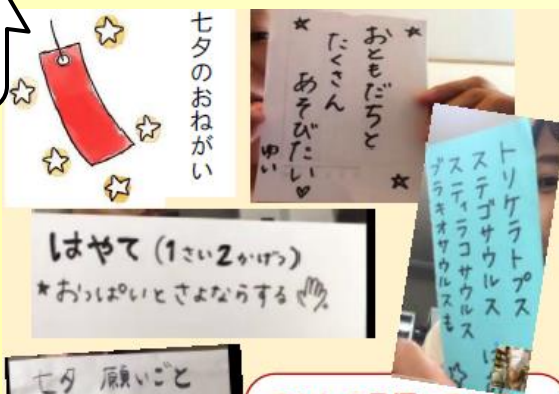 七夕のおねがい
おともだちと
たくさん
あそびたい♡
ゆい
トリケラトプス
ステゴサウルス
スティラコサウルス
ブラキオサウルスも
はやて(1さい2かげつ)
*おっぱいとさよならする
七夕 願いごと